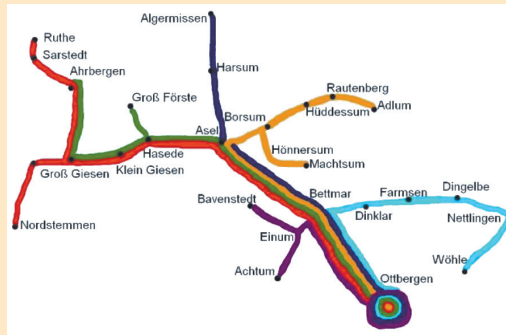 Algermissen
Ruthe
Sarstedt
Ahrbergen
Harsum
Groß Förste
Rautenberg
Borsum
Hüddessum
Adlum
Asel
Hasede
Hönnersum
Klein Giesen
Machtsum
Groß Giesen
Bavenstedt
Bettmar
Farmsen
Dingelbe
Dinklar
Nettlingen
Nordstemmen
Einum
Wöhle
Achtum
Ottbergen